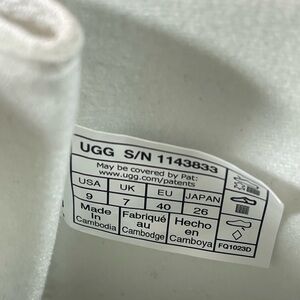 UGG S/N 1143833
May be covered by Pat:
www.ugg.com/patents
USA UK EU JAPAN
9 7 40 26
Made Fabriqué Hecho
in au en
Cambodia Cambodge Camboya
FQ1023D